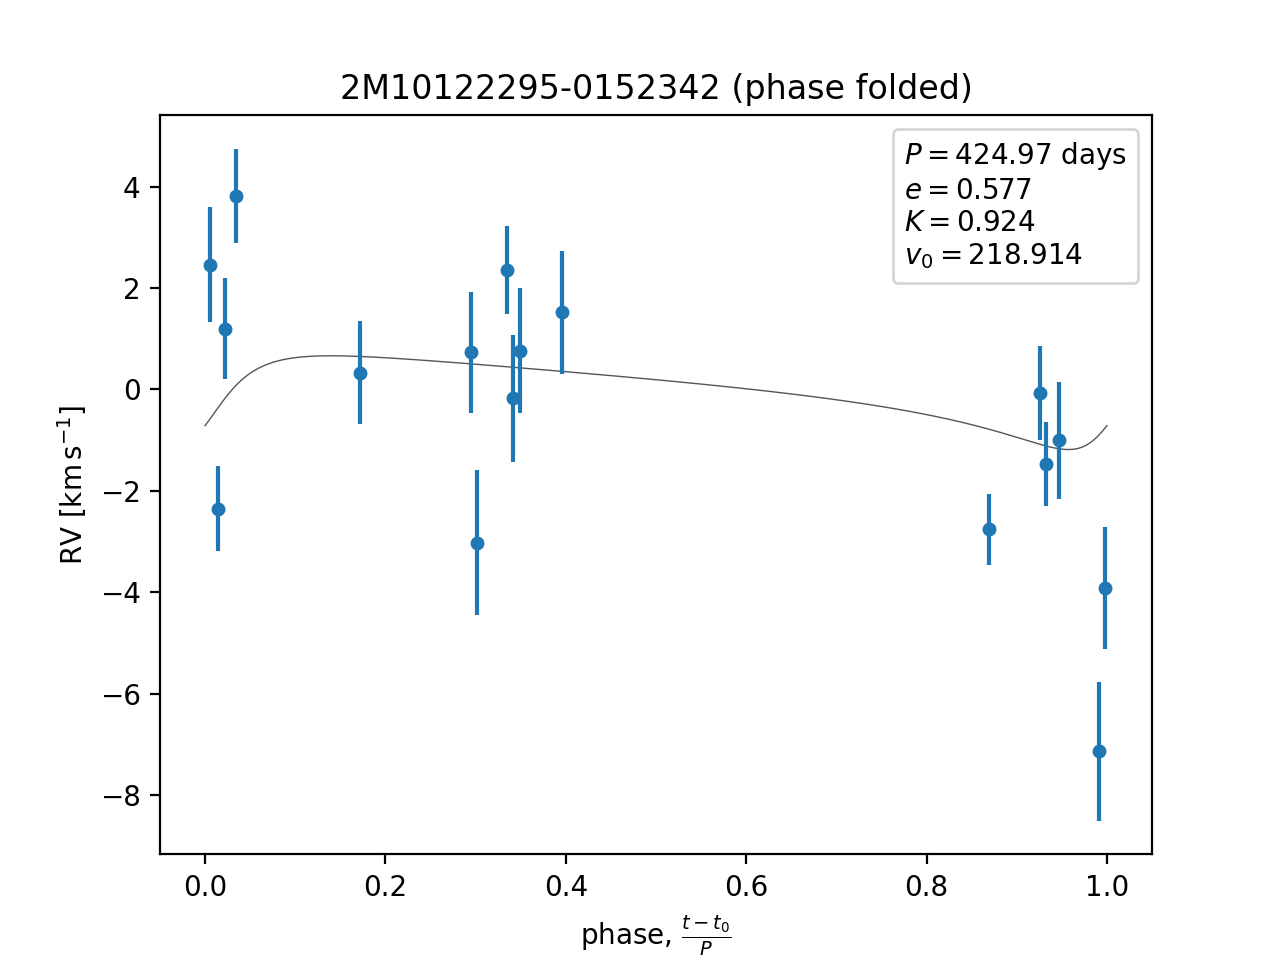 2M10122295-0152342 (phase folded)
P = 424.97 days
e = 0.577
K = 0.924
v₀ = 218.914
4
2
0
−2
−4
−6
−8
RV [km s⁻¹]
0.0 0.2 0.4 0.6 0.8 1.0
phase, (t − t₀)/P